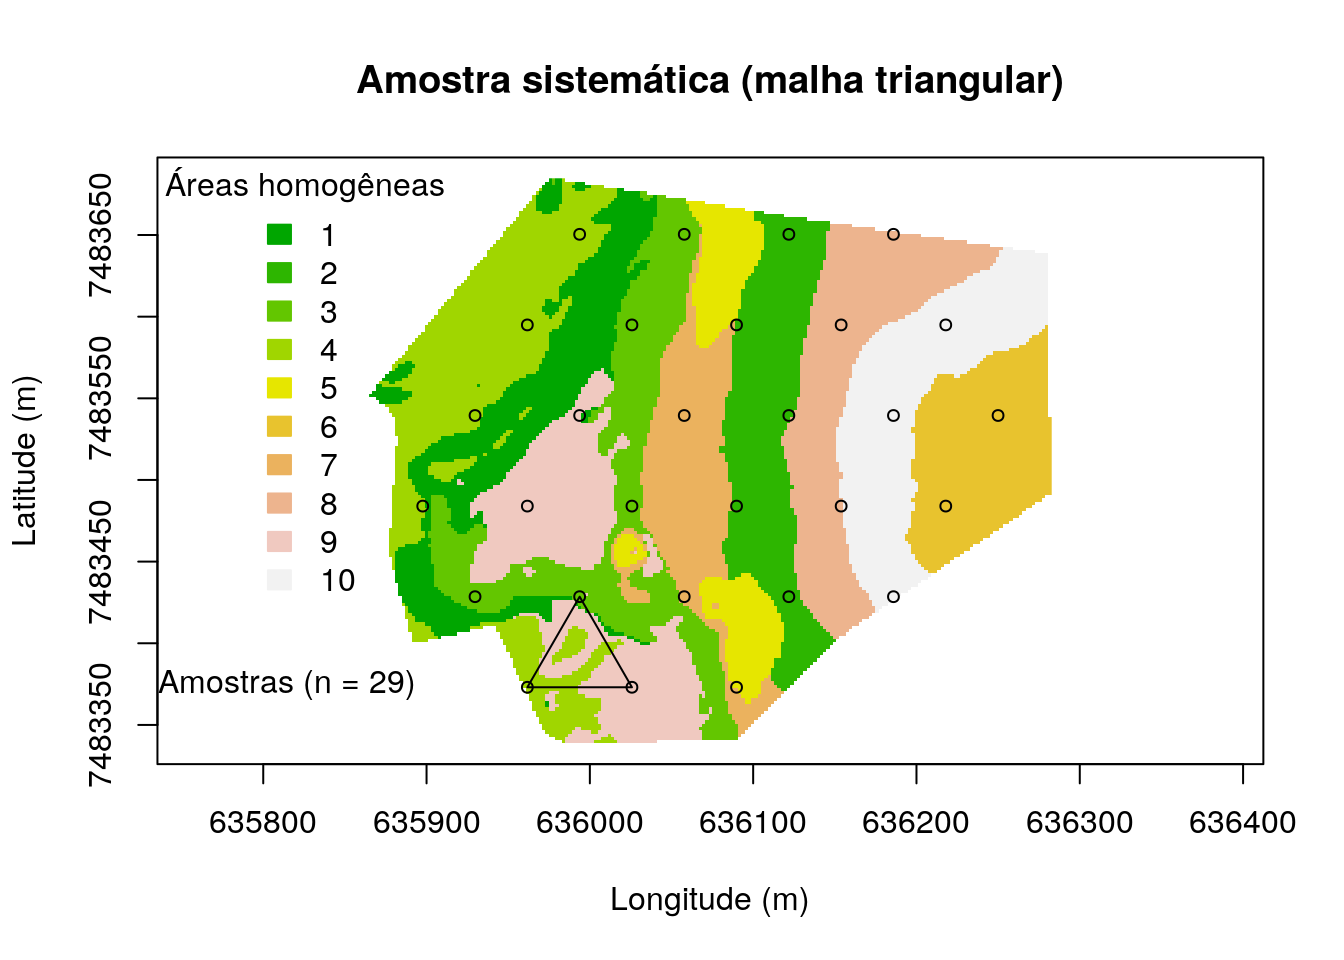 Amostra sistemática (malha triangular)
Áreas homogêneas
1
2
3
4
5
6
7
8
9
10
Amostras (n = 29)
Latitude (m)
7483650
7483550
7483450
7483350
635800 635900 636000 636100 636200 636300 636400
Longitude (m)